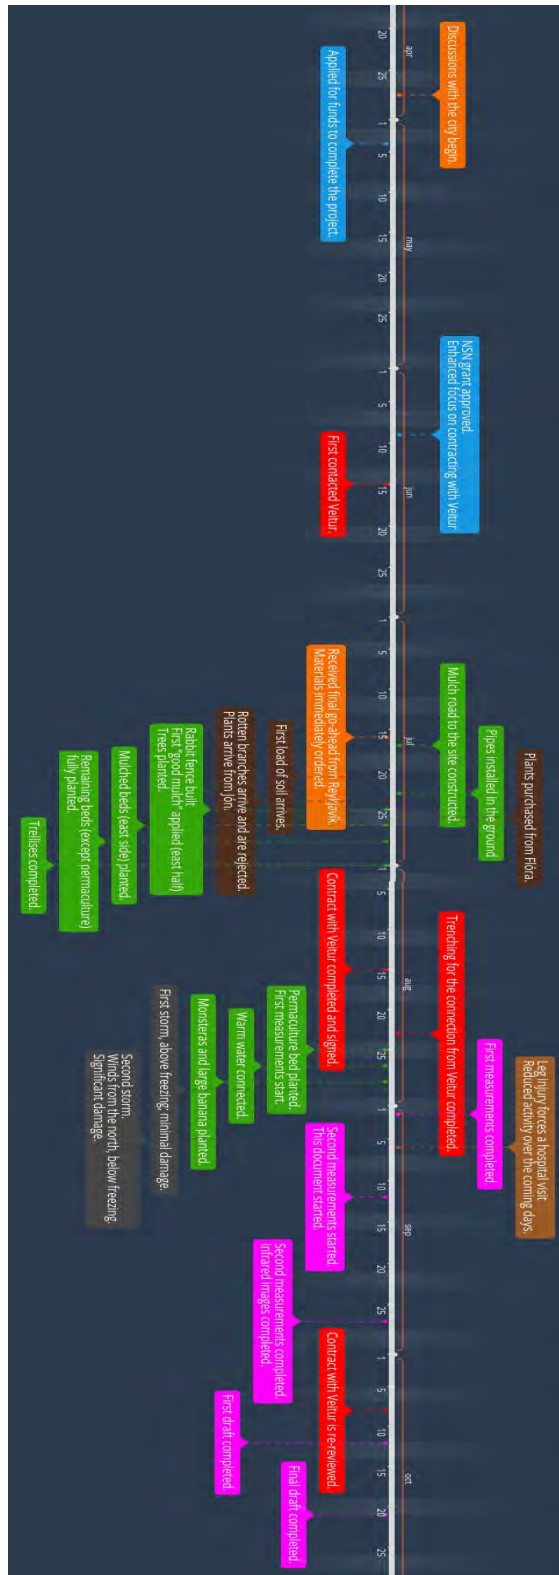 Discussions with the city begin.
Applied for funds to complete the project.
NSN grant approved.
Enhanced focus on contracting with Veitur
First contacted Veitur.
Received final go-ahead from Reykjavík.
Materials immediately ordered.
Mulch road to the site constructed.
Pipes installed in the ground
Plants purchased from Flóra.
First load of soil arrives.
Rotten branches arrive and are rejected.
Plants arrive from Jón.
Rabbit fence built
First "good much" applied (east half)
Trees planted.
Muched beds (east side) planted.
Remaining beds (except permaculture)
fully planted.
Trellises completed.
Contract with Veitur completed and signed.
Trenching for the connection from Veitur completed.
Permaculture bed planted.
First measurements start.
Warm water connected.
Monsteras and large banana planted.
First storm, above freezing; minimal damage.
First measurements completed
Leg injury forces a hospital visit
Reduced activity over the coming days.
Second storm.
Winds from the north, below freezing.
Significant damage.
Second measurements started.
This document started.
Second measurements completed.
Infrared images completed.
Contract with Veitur is re-reviewed.
First draft completed.
Final draft completed.
apr
may
jun
jul
aug
sep
oct
20 25 1 5 10 15 20 25 1 5 10 15 20 25 1 5 10 15 20 25 1 5 10 15 20 25 1 5 10 15 20 25 1 5 10 15 20 25